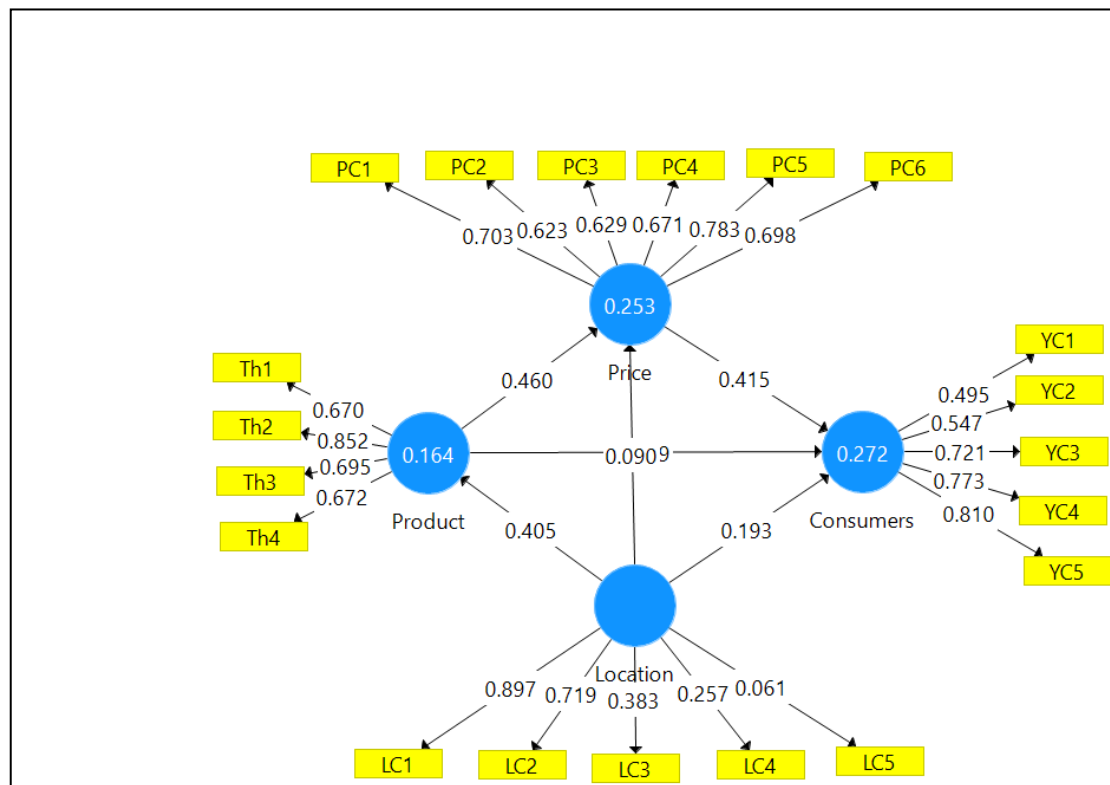 PC1 PC2 PC3 PC4 PC5 PC6
0.703 0.623 0.629 0.671 0.783 0.698
0.253
Price
Th1
Th2
Th3
Th4
0.670
0.852
0.695
0.672
0.164
Product
0.460
0.415
0.090
9
0.405
0.193
0.272
Consumers
0.495
0.547
0.721
0.773
0.810
YC1
YC2
YC3
YC4
YC5
Location
0.897 0.719 0.383 0.257 0.061
LC1 LC2 LC3 LC4 LC5